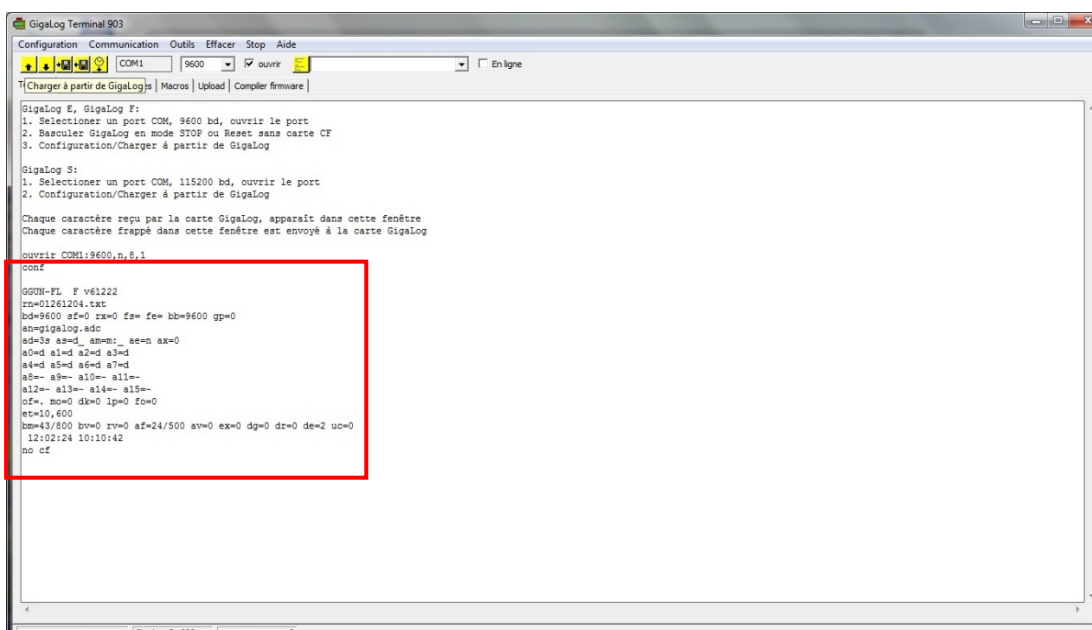 GigaLog Terminal 903
Configuration Communication Outils Effacer Stop Aide
COM1 9600 ouvrir En ligne
Charger à partir de GigaLog
Macros Upload Compiler firmware
GigaLog E, GigaLog F:
1. Selectioner un port COM, 9600 bd, ouvrir le port
2. Basculer GigaLog en mode STOP ou Reset sans carte CF
3. Configuration/Charger à partir de GigaLog
GigaLog S:
1. Selectioner un port COM, 115200 bd, ouvrir le port
2. Configuration/Charger à partir de GigaLog
Chaque caractère reçu par la carte GigaLog, apparaît dans cette fenêtre
Chaque caractère frappé dans cette fenêtre est envoyé à la carte GigaLog
ouvrir COM1:9600,n,8,1
conf
GGUN-FL F v61222
rn=01261204.txt
bd=9600 sf=0 rx=0 fs= fe= bb=9600 gp=0
an=gigalog.adc
ad=3s as=d_ am=m:_ ae=n ax=0
a0=d a1=d a2=d a3=d
a4=d a5=d a6=d a7=d
a8=- a9=- a10=- a11=-
a12=- a13=- a14=- a15=-
of=. mo=0 dk=0 lp=0 fo=0
et=10,600
bm=43/800 bv=0 rv=0 af=24/500 av=0 ex=0 dg=0 dr=0 de=2 uc=0
12:02:24 10:10:42
no cf